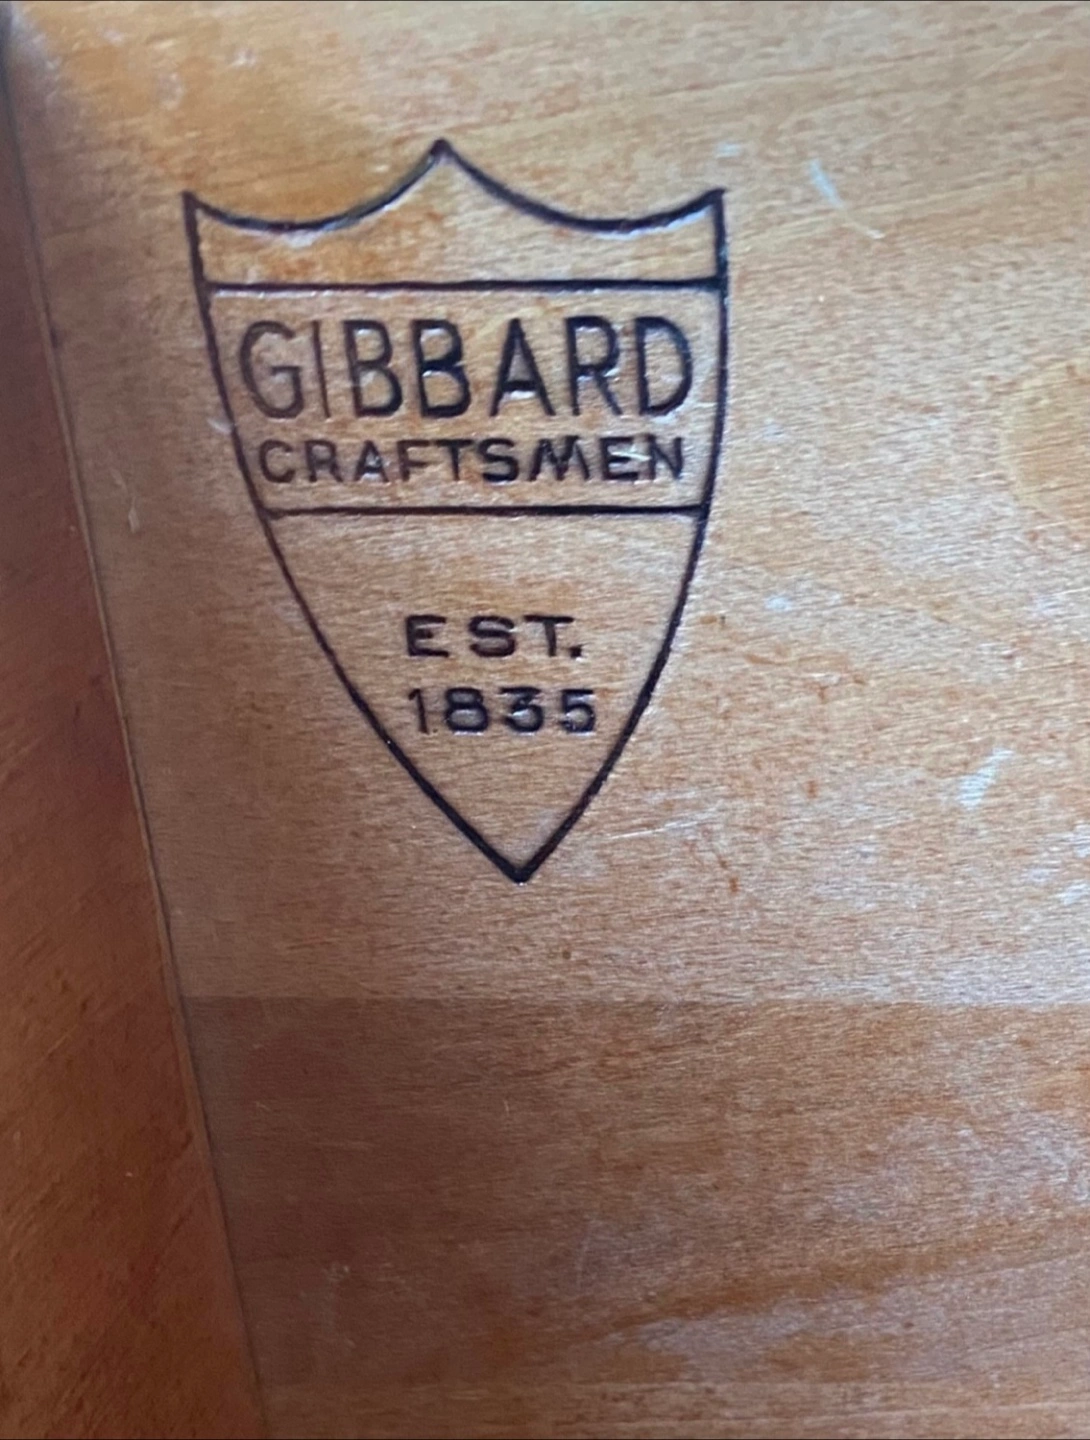 GIBBARD
CRAFTSMEN
EST.
1835